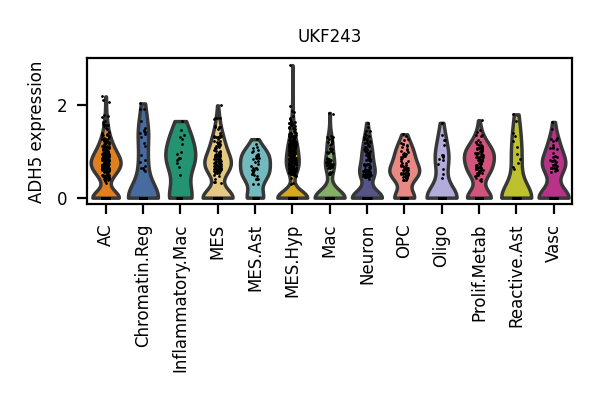 UKF243
ADH5 expression
2
0
AC
Chromatin.Reg
Inflammatory.Mac
MES
MES.Ast
MES.Hyp
Mac
Neuron
OPC
Oligo
Prolif.Metab
Reactive.Ast
Vasc